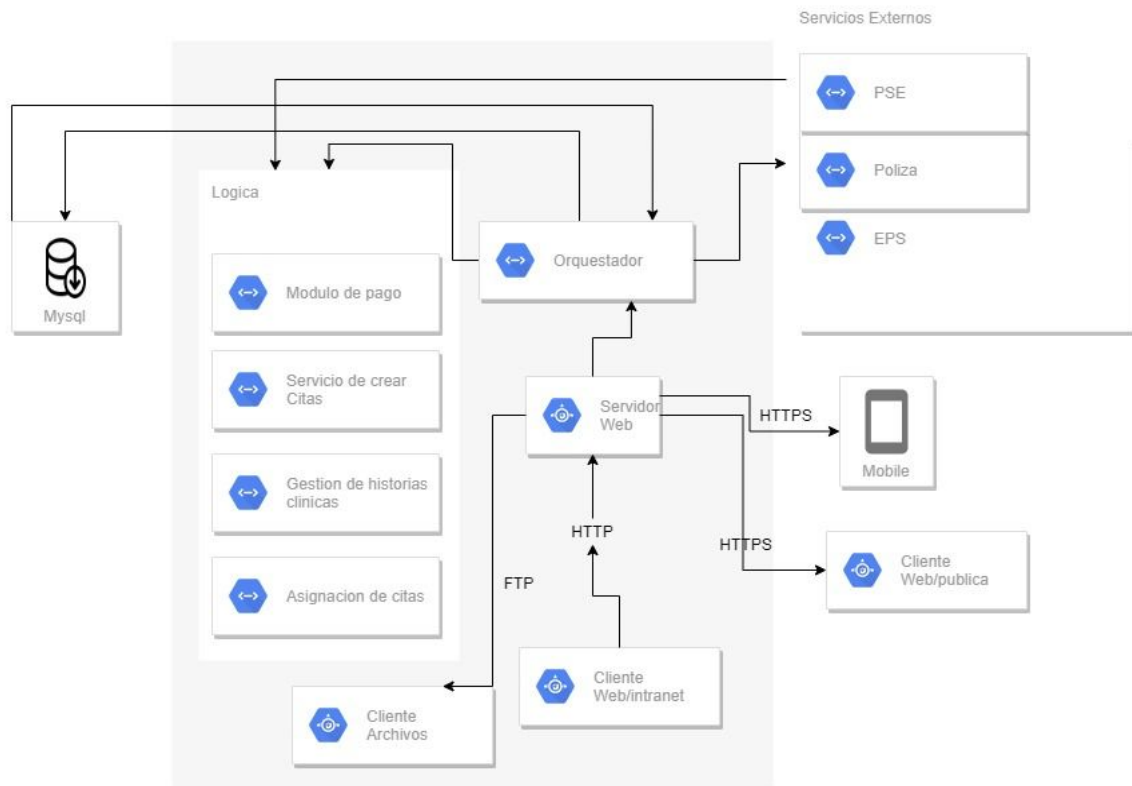 Servicios Externos
PSE
Poliza
EPS
Logica
Orquestador
Mysql
Modulo de pago
Servicio de crear
Citas
Servidor
Web
HTTPS
Mobile
Gestion de historias
clinicas
HTTP
HTTPS
Cliente
Web/publica
FTP
Asignacion de citas
Cliente
Web/intranet
Cliente
Archivos